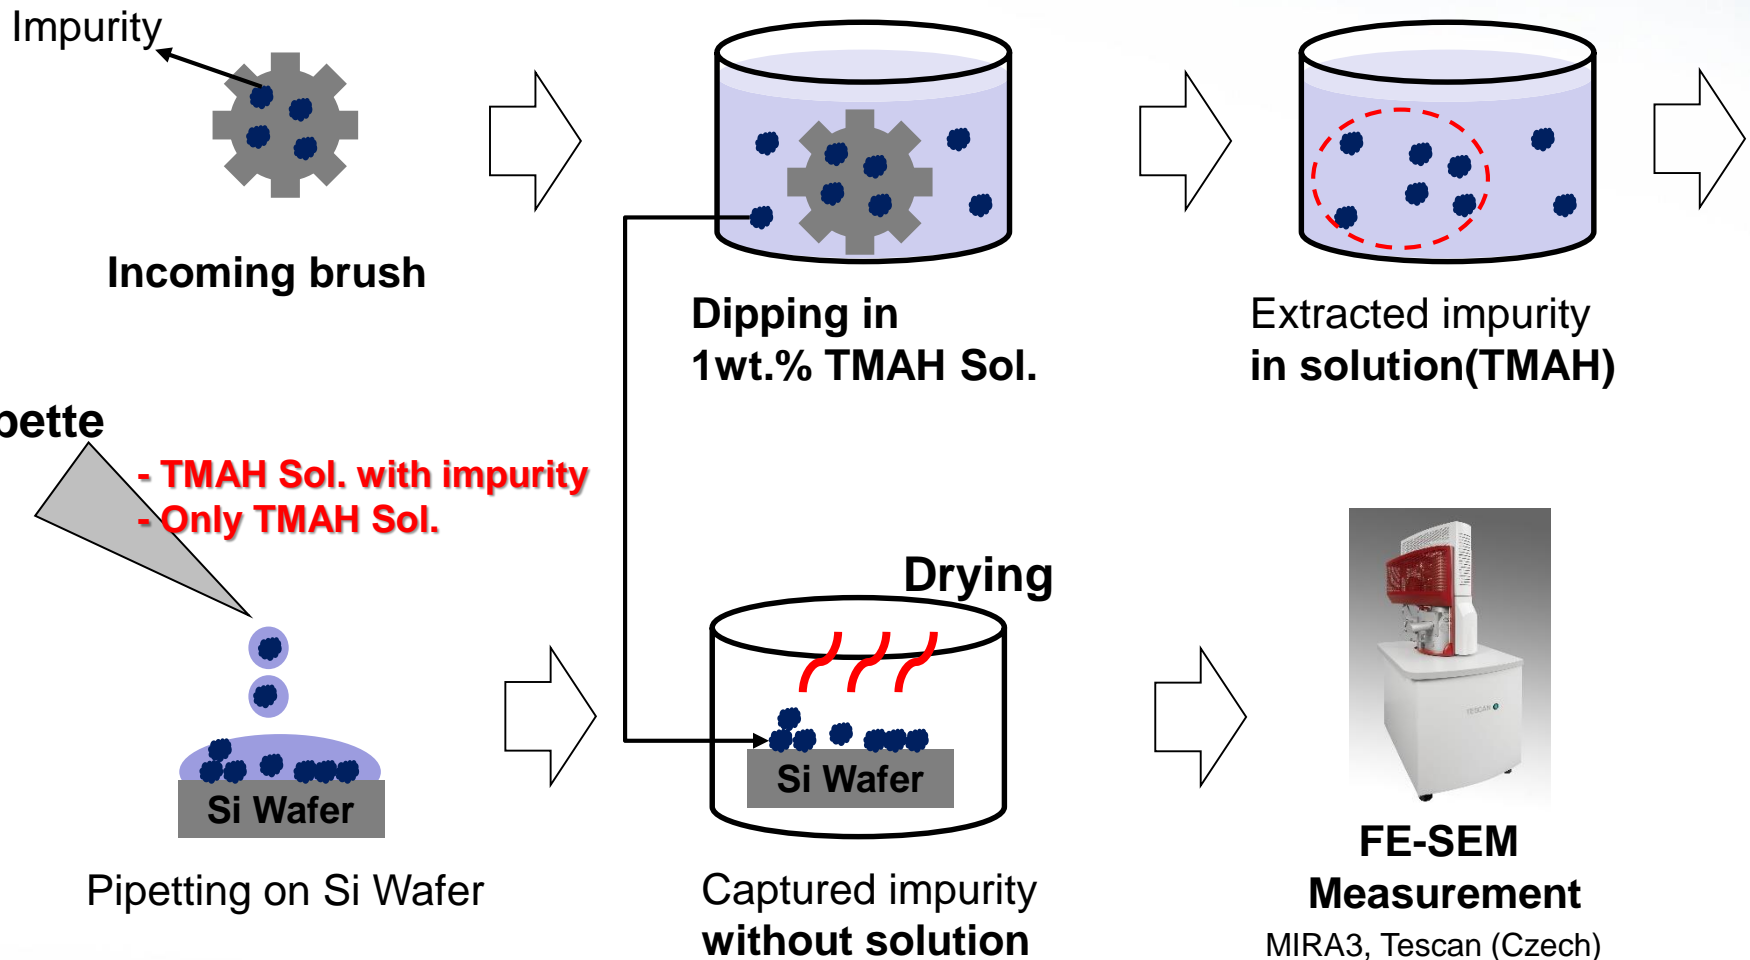 Impurity
Incoming brush
Dipping in
1wt.% TMAH Sol.
Extracted impurity
in solution(TMAH)
pette
- TMAH Sol. with impurity
- Only TMAH Sol.
Si Wafer
Pipetting on Si Wafer
Drying
Si Wafer
Captured impurity
without solution
TESCAN
FE-SEM
Measurement
MIRA3, Tescan (Czech)